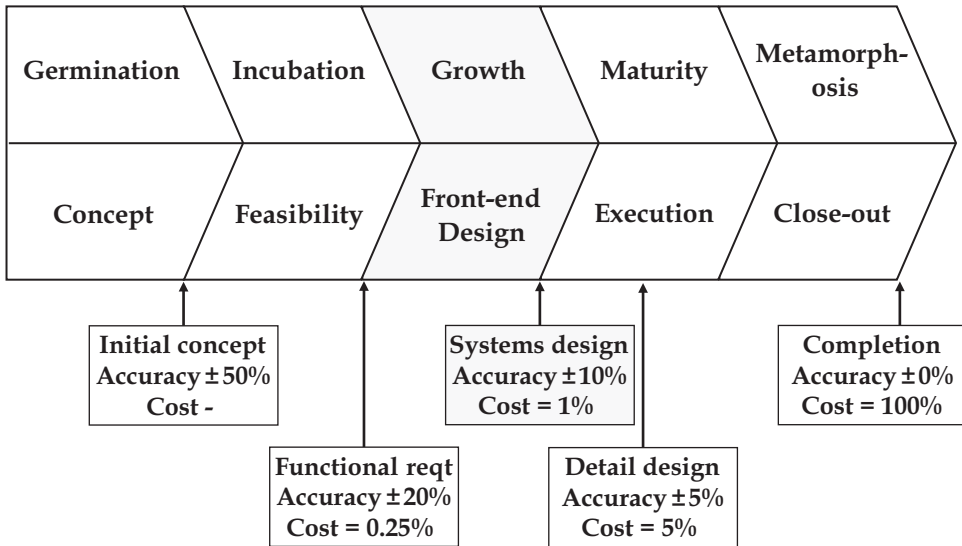 Germination
Incubation
Growth
Maturity
Metamorph-
osis
Concept
Feasibility
Front-end
Design
Execution
Close-out
Initial concept
Accuracy ±50%
Cost -
Systems design
Accuracy ±10%
Cost = 1%
Completion
Accuracy ±0%
Cost = 100%
Functional reqt
Accuracy ±20%
Cost = 0.25%
Detail design
Accuracy ±5%
Cost = 5%